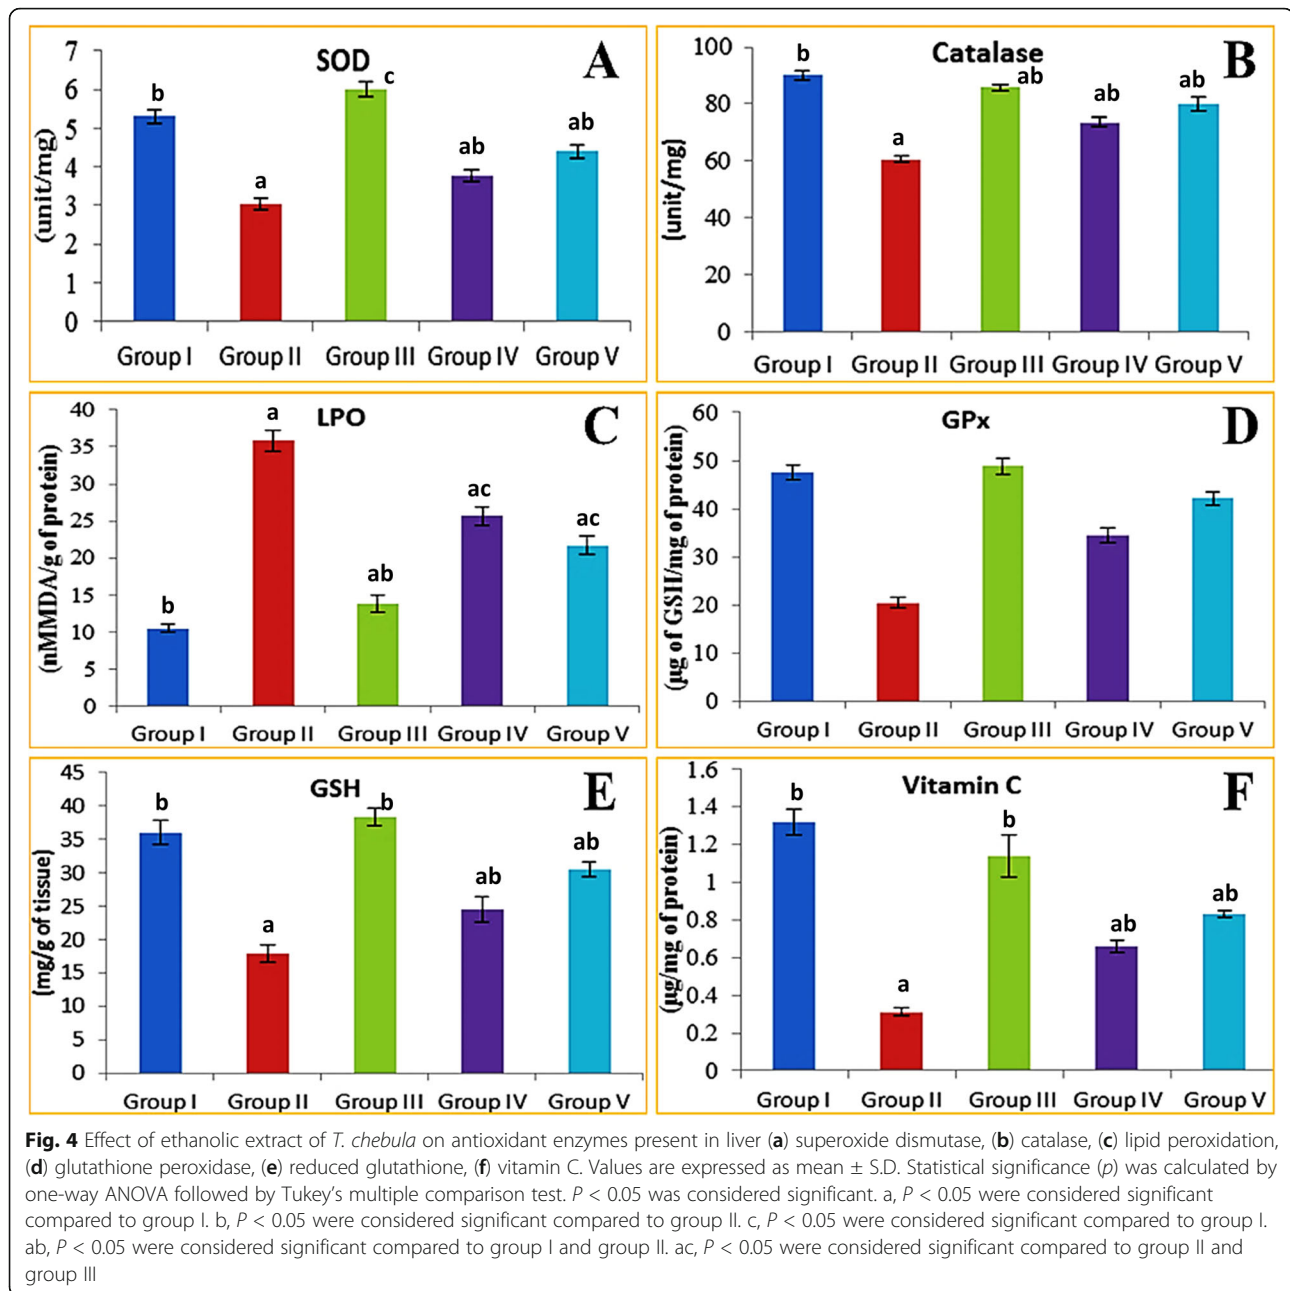 SOD
A
(unit/mg)
7
6
5
4
3
2
1
0
b
a
c
ab
ab
Group I Group II Group III Group IV Group V
Catalase
B
(unit/mg)
100
80
60
40
20
0
b
a
ab
ab
ab
Group I Group II Group III Group IV Group V
LPO
C
(nMMDA/g of protein)
40
35
30
25
20
15
10
5
0
b
a
ab
ac
ac
Group I Group II Group III Group IV Group V
GPx
D
(µg of GSH/mg of protein)
60
50
40
30
20
10
0
Group I Group II Group III Group IV Group V
GSH
E
(mg/g of tissue)
45
40
35
30
25
20
15
10
5
0
b
a
b
ab
ab
Group I Group II Group III Group IV Group V
Vitamin C
F
(µg/mg of protein)
1.6
1.4
1.2
1
0.8
0.6
0.4
0.2
0
b
a
b
ab
ab
Group I Group II Group III Group IV Group V
Fig. 4 Effect of ethanolic extract of T. chebula on antioxidant enzymes present in liver (a) superoxide dismutase, (b) catalase, (c) lipid peroxidation,
(d) glutathione peroxidase, (e) reduced glutathione, (f) vitamin C. Values are expressed as mean ± S.D. Statistical significance (p) was calculated by
one-way ANOVA followed by Tukey's multiple comparison test. P < 0.05 was considered significant. a, P < 0.05 were considered significant
compared to group I. b, P < 0.05 were considered significant compared to group II. c, P < 0.05 were considered significant compared to group I.
ab, P < 0.05 were considered significant compared to group I and group II. ac, P < 0.05 were considered significant compared to group II and
group III